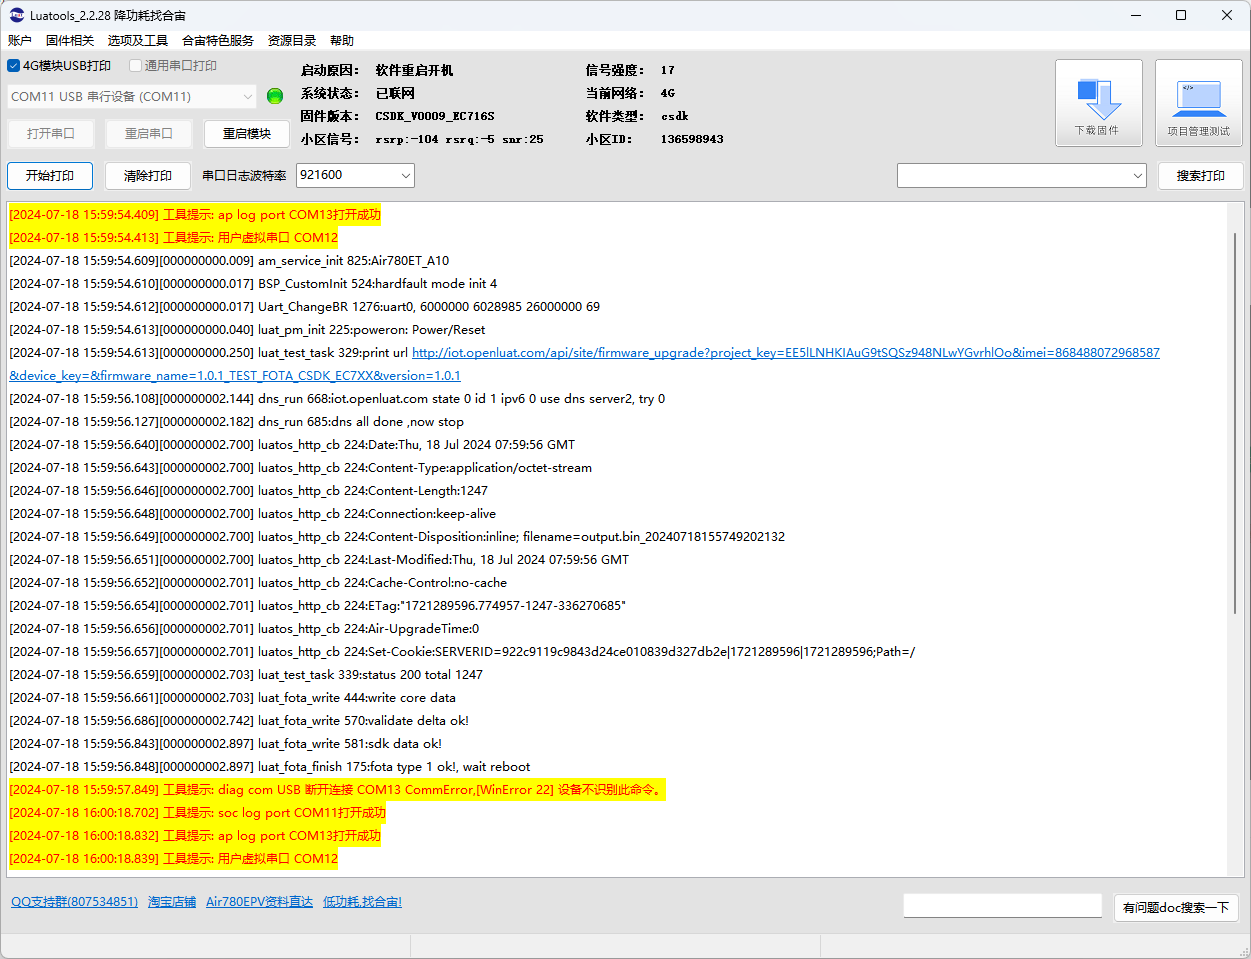 Luatools_2.2.28 降功耗找合宙
账户 固件相关 选项及工具 合宙特色服务 资源目录 帮助
4G模块USB打印 通用串口打印
COM11 USB 串行设备 (COM11)
打开串口 重启串口 重启模块
启动原因： 软件重启开机 信号强度： 17
系统状态： 已联网 当前网络： 4G
固件版本： CSDK_V0009_EC716S 软件类型： csdk
小区信号： rsrp:-104 rsrq:-5 snr:25 小区ID： 136598943
下载固件 项目管理测试
开始打印 清除打印 串口日志波特率 921600 搜索打印
[2024-07-18 15:59:54.409] 工具提示: ap log port COM13打开成功
[2024-07-18 15:59:54.413] 工具提示: 用户虚拟串口 COM12
[2024-07-18 15:59:54.609][000000000.009] am_service_init 825:Air780ET_A10
[2024-07-18 15:59:54.610][000000000.017] BSP_CustomInit 524:hardfault mode init 4
[2024-07-18 15:59:54.612][000000000.017] Uart_ChangeBR 1276:uart0, 6000000 6028985 26000000 69
[2024-07-18 15:59:54.613][000000000.040] luat_pm_init 225:poweron: Power/Reset
[2024-07-18 15:59:54.613][000000000.250] luat_test_task 329:print url http://iot.openluat.com/api/site/firmware_upgrade?project_key=EE5lLNHKIAuG9tSQSz948NLwYGvrhlOo&imei=868488072968587
&device_key=&firmware_name=1.0.1_TEST_FOTA_CSDK_EC7XX&version=1.0.1
[2024-07-18 15:59:56.108][000000002.144] dns_run 668:iot.openluat.com state 0 id 1 ipv6 0 use dns server2, try 0
[2024-07-18 15:59:56.127][000000002.182] dns_run 685:dns all done ,now stop
[2024-07-18 15:59:56.640][000000002.700] luatos_http_cb 224:Date:Thu, 18 Jul 2024 07:59:56 GMT
[2024-07-18 15:59:56.643][000000002.700] luatos_http_cb 224:Content-Type:application/octet-stream
[2024-07-18 15:59:56.646][000000002.700] luatos_http_cb 224:Content-Length:1247
[2024-07-18 15:59:56.648][000000002.700] luatos_http_cb 224:Connection:keep-alive
[2024-07-18 15:59:56.649][000000002.700] luatos_http_cb 224:Content-Disposition:inline; filename=output.bin_20240718155749202132
[2024-07-18 15:59:56.651][000000002.700] luatos_http_cb 224:Last-Modified:Thu, 18 Jul 2024 07:59:56 GMT
[2024-07-18 15:59:56.652][000000002.701] luatos_http_cb 224:Cache-Control:no-cache
[2024-07-18 15:59:56.654][000000002.701] luatos_http_cb 224:ETag:"1721289596.774957-1247-336270685"
[2024-07-18 15:59:56.656][000000002.701] luatos_http_cb 224:Air-UpgradeTime:0
[2024-07-18 15:59:56.657][000000002.701] luatos_http_cb 224:Set-Cookie:SERVERID=922c9119c9843d24ce010839d327db2e|1721289596|1721289596;Path=/
[2024-07-18 15:59:56.659][000000002.703] luat_test_task 339:status 200 total 1247
[2024-07-18 15:59:56.661][000000002.703] luat_fota_write 444:write core data
[2024-07-18 15:59:56.686][000000002.742] luat_fota_write 570:validate delta ok!
[2024-07-18 15:59:56.843][000000002.897] luat_fota_write 581:sdk data ok!
[2024-07-18 15:59:56.848][000000002.897] luat_fota_finish 175:fota type 1 ok!, wait reboot
[2024-07-18 15:59:57.849] 工具提示: diag com USB 断开连接 COM13 CommError,[WinError 22] 设备不识别此命令。
[2024-07-18 16:00:18.702] 工具提示: soc log port COM11打开成功
[2024-07-18 16:00:18.832] 工具提示: ap log port COM13打开成功
[2024-07-18 16:00:18.839] 工具提示: 用户虚拟串口 COM12
QQ支持群(807534851) 淘宝店铺 Air780EPV资料直达 低功耗,找合宙! 有问题doc搜索一下